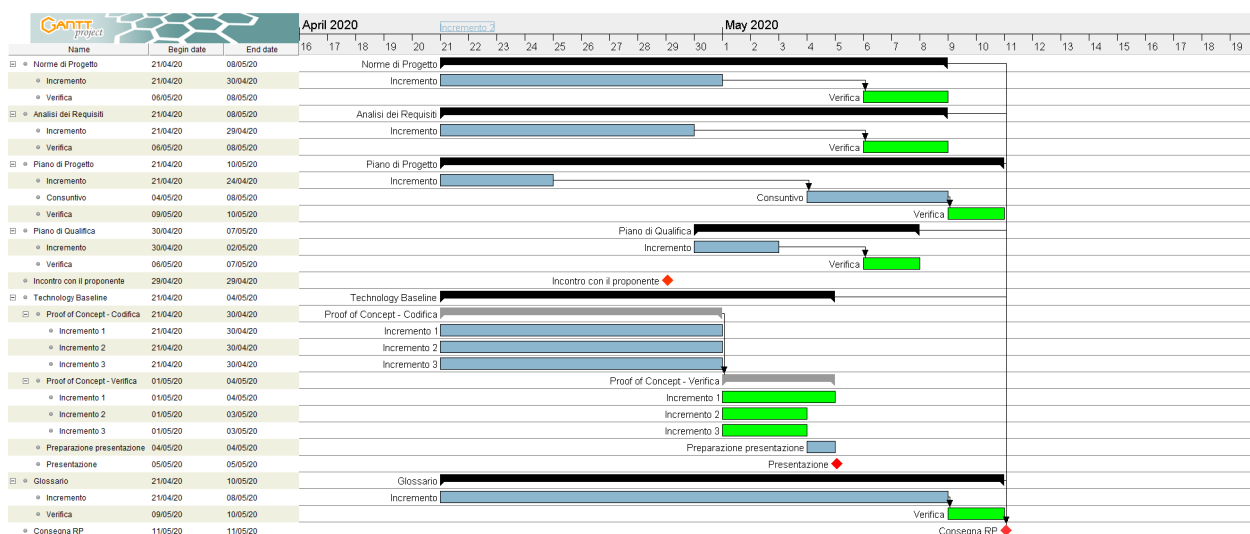 GANTT project
April 2020 Incremento 2 May 2020
Name Begin date End date 16 17 18 19 20 21 22 23 24 25 26 27 28 29 30 1 2 3 4 5 6 7 8 9 10 11 12 13 14 15 16 17 18 19
Norme di Progetto 21/04/20 08/05/20 Norme di Progetto
Incremento 21/04/20 30/04/20 Incremento
Verifica 06/05/20 08/05/20 Verifica
Analisi dei Requisiti 21/04/20 08/05/20 Analisi dei Requisiti
Incremento 21/04/20 29/04/20 Incremento
Verifica 06/05/20 08/05/20 Verifica
Piano di Progetto 21/04/20 10/05/20 Piano di Progetto
Incremento 21/04/20 24/04/20 Incremento
Consuntivo 04/05/20 08/05/20 Consuntivo
Verifica 09/05/20 10/05/20 Verifica
Piano di Qualifica 30/04/20 07/05/20 Piano di Qualifica
Incremento 30/04/20 02/05/20 Incremento
Verifica 06/05/20 07/05/20 Verifica
Incontro con il proponente 29/04/20 29/04/20 Incontro con il proponente
Technology Baseline 21/04/20 04/05/20 Technology Baseline
Proof of Concept - Codifica 21/04/20 30/04/20 Proof of Concept - Codifica
Incremento 1 21/04/20 30/04/20 Incremento 1
Incremento 2 21/04/20 30/04/20 Incremento 2
Incremento 3 21/04/20 30/04/20 Incremento 3
Proof of Concept - Verifica 01/05/20 04/05/20 Proof of Concept - Verifica
Incremento 1 01/05/20 04/05/20 Incremento 1
Incremento 2 01/05/20 03/05/20 Incremento 2
Incremento 3 01/05/20 03/05/20 Incremento 3
Preparazione presentazione 04/05/20 04/05/20 Preparazione presentazione
Presentazione 05/05/20 05/05/20 Presentazione
Glossario 21/04/20 10/05/20 Glossario
Incremento 21/04/20 08/05/20 Incremento
Verifica 09/05/20 10/05/20 Verifica
Consegna RP 11/05/20 11/05/20 Consegna RP